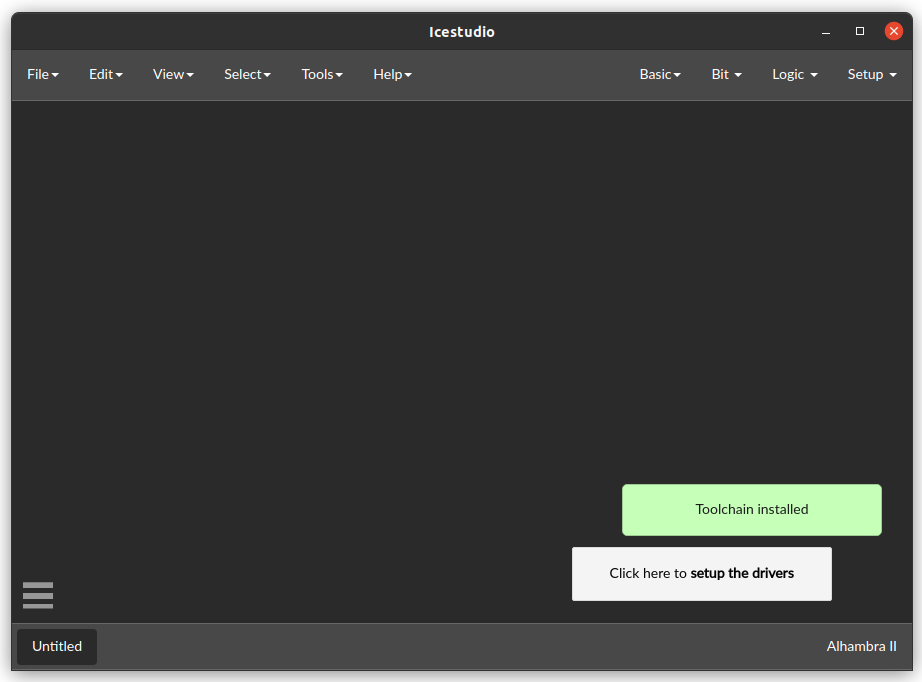 Icestudio
File Edit View Select Tools Help Basic Bit Logic Setup
Toolchain installed
Click here to setup the drivers
Untitled Alhambra II